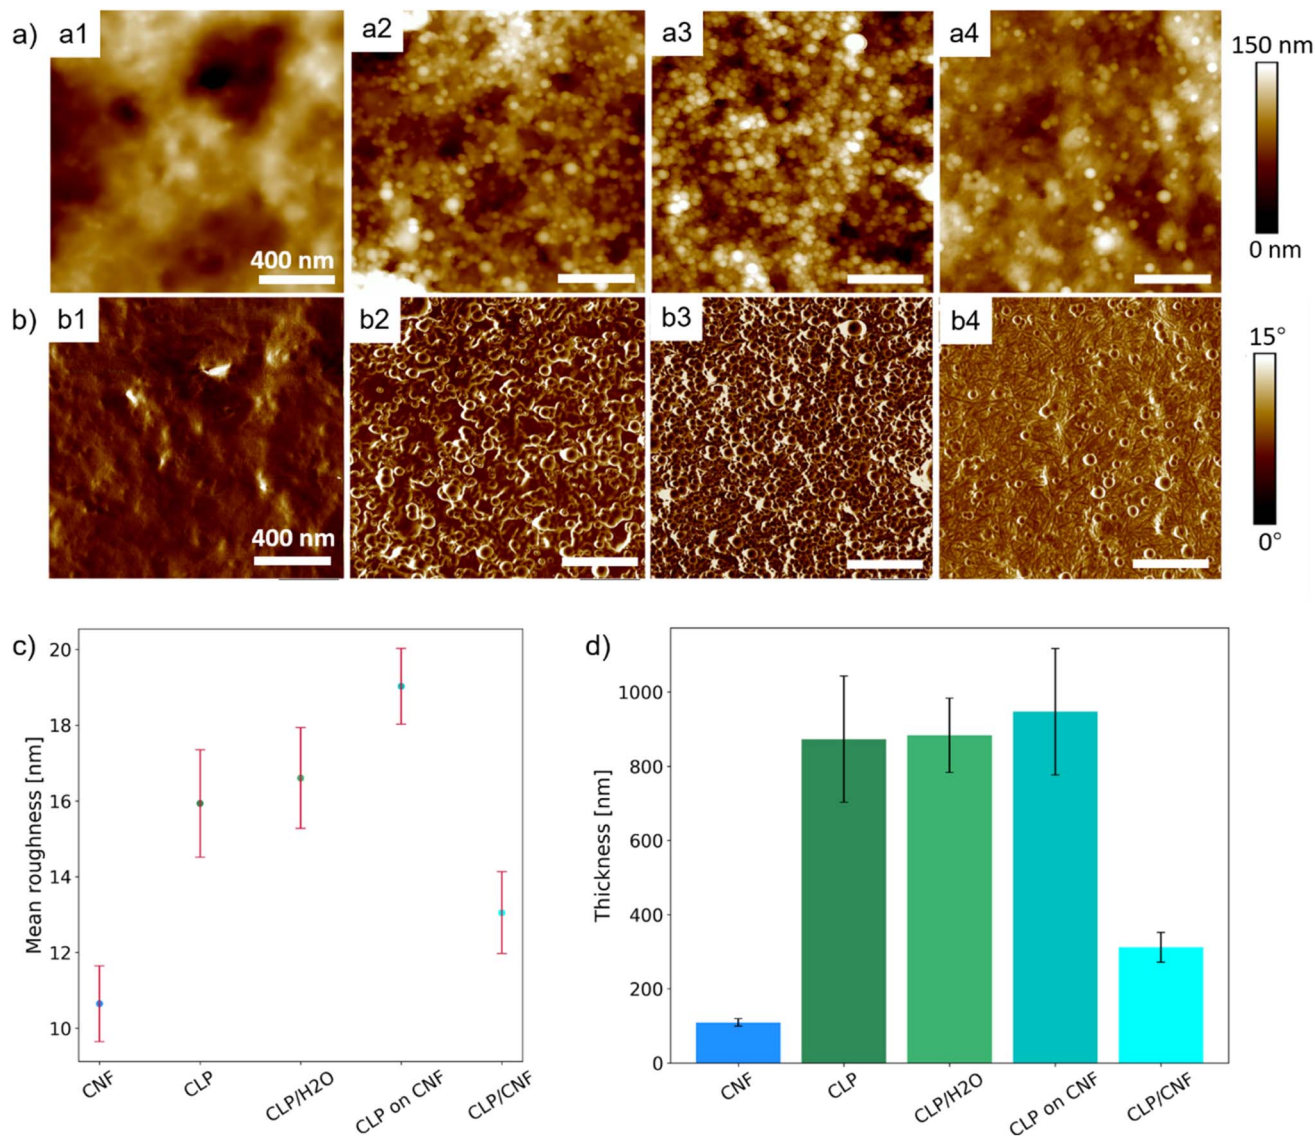 a)
a1
a2
a3
a4
150 nm
0 nm
400 nm
b)
b1
b2
b3
b4
15°
0°
400 nm
c)
Mean roughness [nm]
20
18
16
14
12
10
CNF
CLP
CLP/H2O
CLP on CNF
CLP/CNF
d)
Thickness [nm]
1000
800
600
400
200
0
CNF
CLP
CLP/H2O
CLP on CNF
CLP/CNF